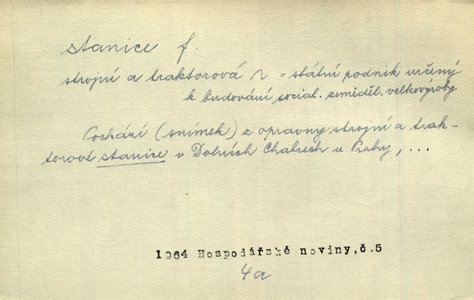 stanice f.
strojní a traktorová ~ = státní podnik určený
k budování social. zeměděl. velkovýroby
Pochází (snímek) z opravny strojní a trak-
torové stanice v Dolních Chabrech u Prahy, ...
1964 Hospodářské noviny, č.5
4a